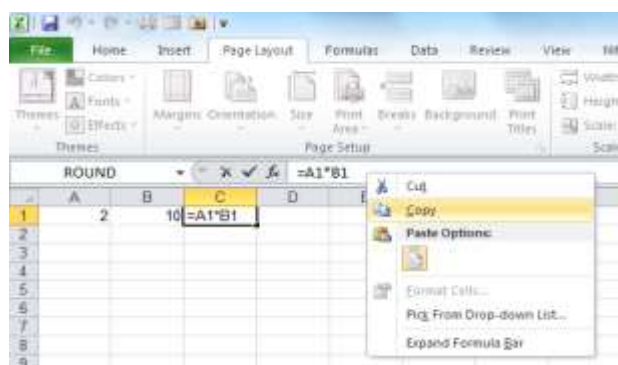 File Home Insert Page Layout Formulas Data Review View
Colors
Fonts
Effects
Themes Margins Orientation Size Print Area Breaks Background Print Titles
Width
Height
Scale
Themes Page Setup
ROUND fx =A1*B1
A B C D
1 2 10 =A1*B1
2
3
4
5
6
7
8
9
Cut
Copy
Paste Options:
Format Cells...
Pick From Drop-down List...
Expand Formula Bar